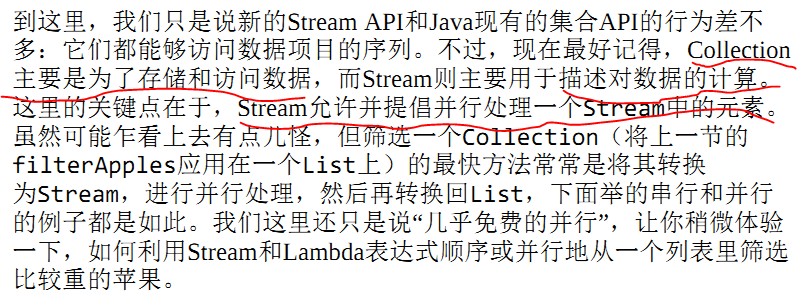 到这里，我们只是说新的Stream API和Java现有的集合API的行为差不
多：它们都能够访问数据项目的序列。不过，现在最好记得，Collection
主要是为了存储和访问数据，而Stream则主要用于描述对数据的计算。
这里的关键点在于，Stream允许并提倡并行处理一个Stream中的元素。
虽然可能乍看上去有点儿怪，但筛选一个Collection（将上一节的
filterApples应用在一个List上）的最快方法常常是将其转换
为Stream，进行并行处理，然后再转换回List，下面举的串行和并行
的例子都是如此。我们这里还只是说“几乎免费的并行”，让你稍微体验
一下，如何利用Stream和Lambda表达式顺序或并行地从一个列表里筛选
比较重的苹果。